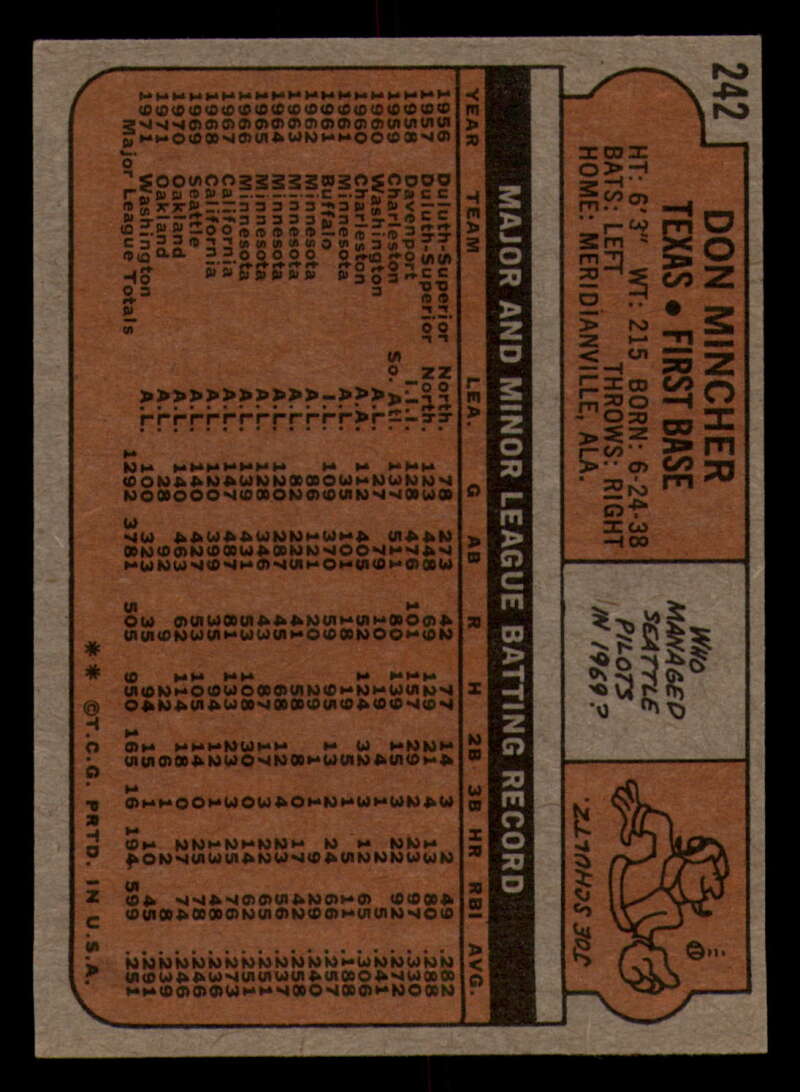 242
DON MINCHER
TEXAS • FIRST BASE
HT: 6'3" WT: 215 BORN: 6-24-38
BATS: LEFT THROWS: RIGHT
HOME: MERIDIANVILLE, ALA.
WHO
MANAGED
SEATTLE
PILOTS
IN 1969?
JOE SCHULTZ.
MAJOR AND MINOR LEAGUE BATTING RECORD
YEAR TEAM LEA. G AB R H 2B 3B HR RBI AVG.
1956 Duluth-Superior North. 78 273 42 77 14 3 2 49 .282
1957 Duluth-Superior North. 123 448 69 129 21 4 13 80 .288
1958 Davenport I.I.I. 128 476 101 157 29 2 23 97 .330
1959 Charleston So. Atl. 137 511 80 139 15 3 22 92 .272
1960 Washington A.L. 27 79 10 19 4 1 2 5 .241
1960 Charleston A.A. 112 405 52 124 32 3 12 65 .306
1961 Minnesota A.L. 35 101 18 19 5 1 5 11 .188
1961 Buffalo I.L. 109 370 59 95 13 2 24 66 .257
1962 Minnesota A.L. 86 121 20 29 1 1 9 29 .240
1963 Minnesota A.L. 82 225 41 58 8 0 17 42 .258
1964 Minnesota A.L. 120 287 45 68 12 4 23 56 .237
1965 Minnesota A.L. 128 346 43 87 17 3 22 65 .251
1966 Minnesota A.L. 139 431 53 108 30 0 14 62 .251
1967 California A.L. 147 487 81 133 23 3 25 76 .273
1968 California A.L. 120 399 35 94 12 1 13 48 .236
1969 Seattle A.L. 140 427 53 105 14 0 25 78 .246
1970 Oakland A.L. 140 463 62 114 18 0 27 74 .246
1971 Oakland A.L. 28 92 9 22 6 1 2 8 .239
1971 Washington A.L. 100 323 35 94 15 1 10 45 .291
Major League Totals 1292 3781 505 950 165 16 194 599 .251
** ©T.C.G. PRTD. IN U.S.A.